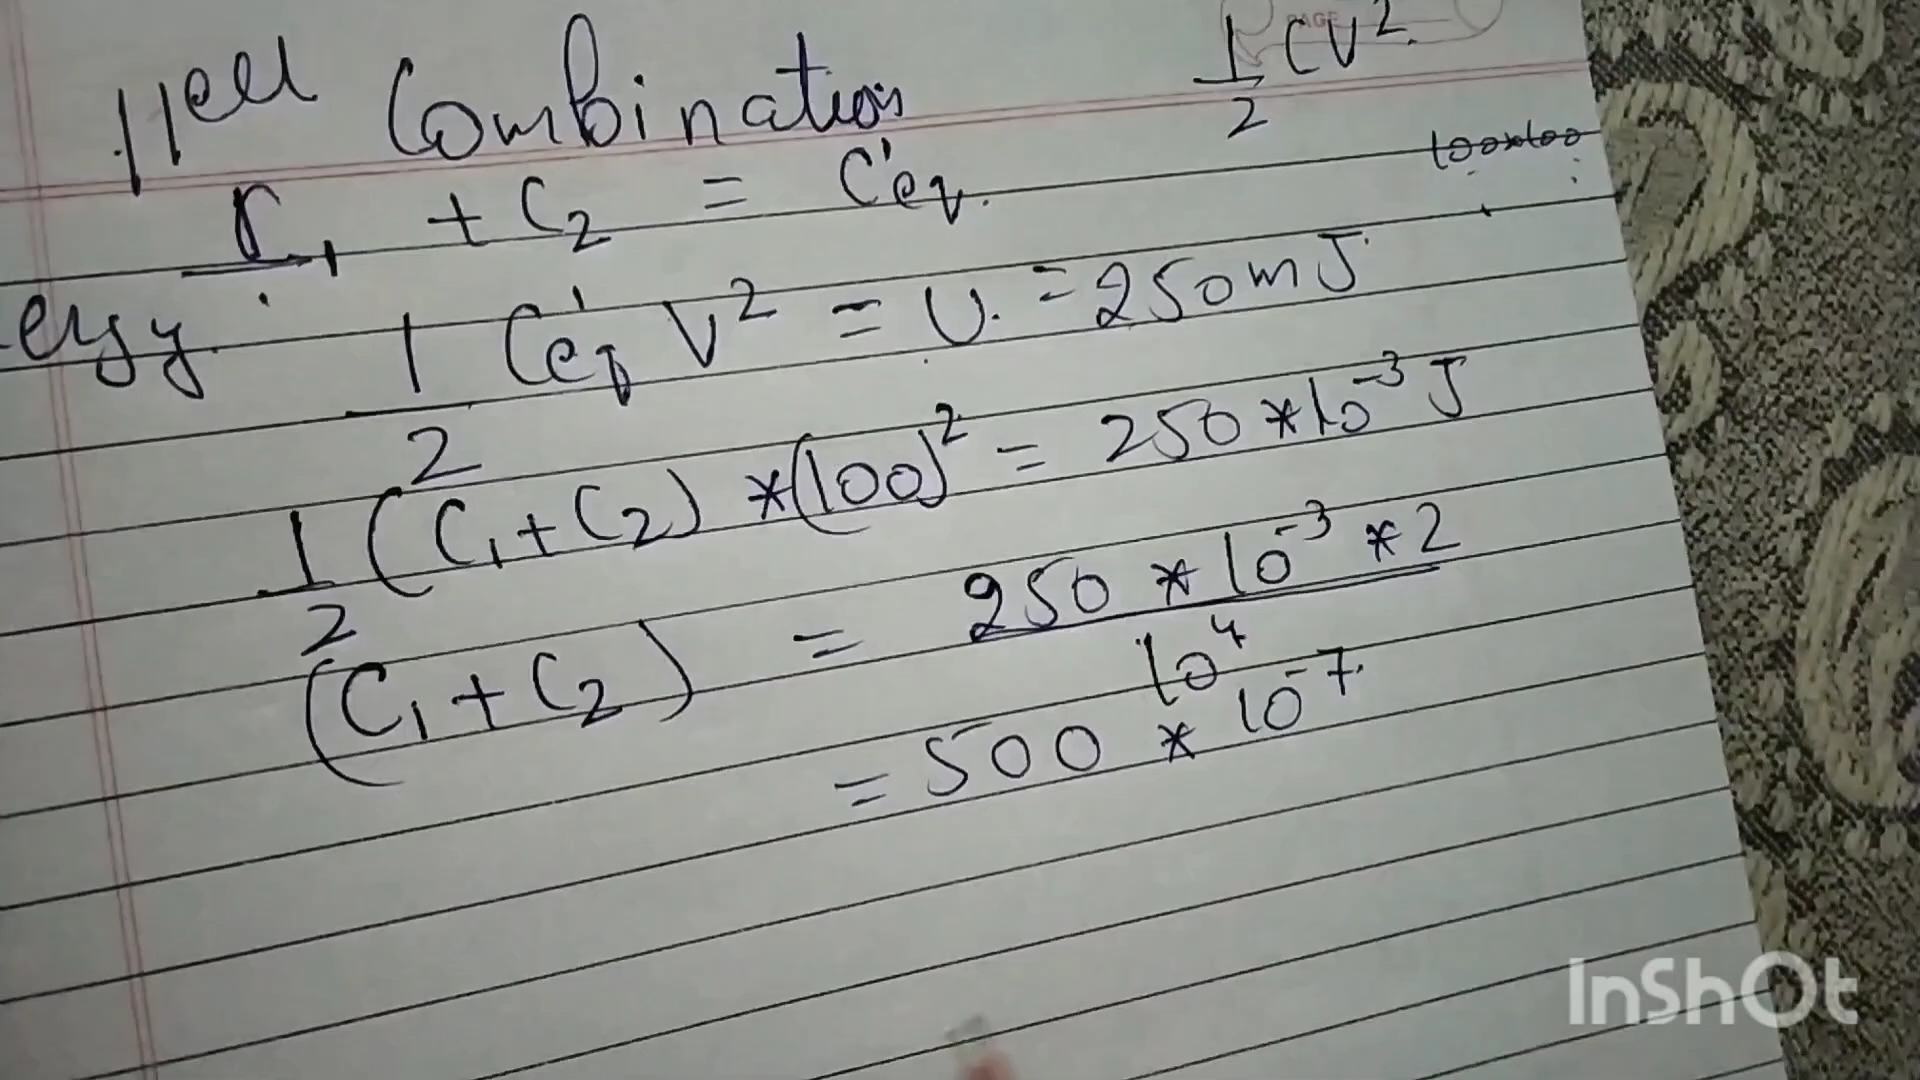 PAGE
1/2 CV²
||ell Combination
100*100
C₁ + C₂ = C'eq.
ergy. 1/2 C'eq V² = U. = 250mJ
1/2 (C₁+C₂) *(100)² = 250*10⁻³ J
(C₁+C₂) = 250*10⁻³*2/10⁴
= 500 * 10⁻⁷.
InShOt